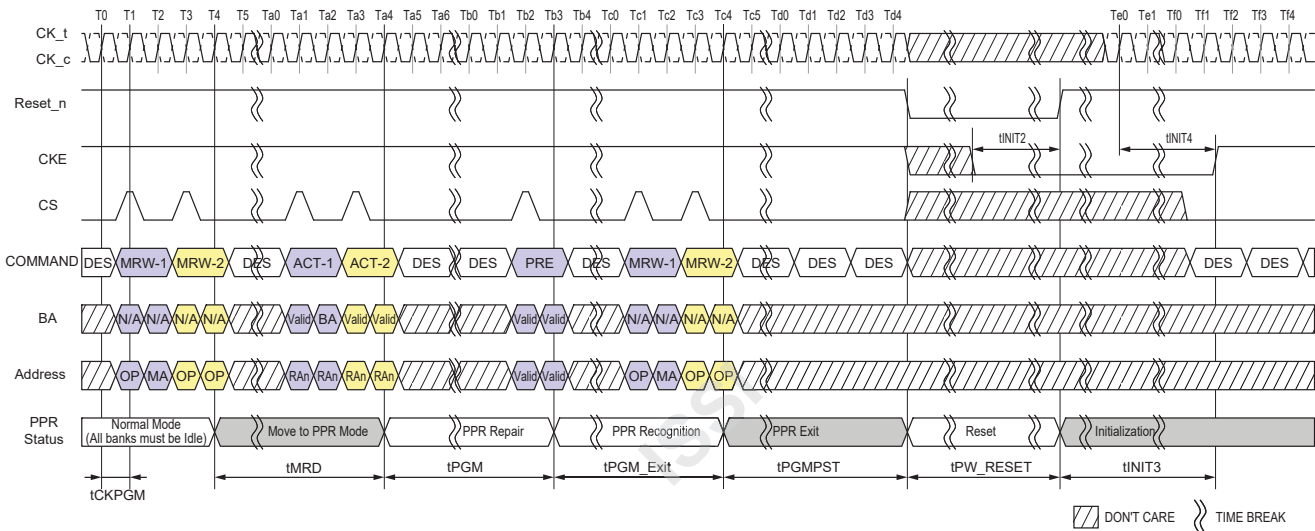 T0 T1 T2 T3 T4 T5 Ta0 Ta1 Ta2 Ta3 Ta4 Ta5 Ta6 Tb0 Tb1 Tb2 Tb3 Tb4 Tc0 Tc1 Tc2 Tc3 Tc4 Tc5 Td0 Td1 Td2 Td3 Td4 Te0 Te1 Tf0 Tf1 Tf2 Tf3 Tf4
CK_t
CK_c
Reset_n
CKE tINIT2 tINIT4
CS
COMMAND DES MRW-1 MRW-2 DES ACT-1 ACT-2 DES DES PRE DES MRW-1 MRW-2 DES DES DES DES DES
BA N/A N/A N/A N/A Valid BA Valid Valid Valid Valid N/A N/A N/A N/A
Address OP MA OP OP RAn RAn RAn RAn Valid Valid OP MA OP OP
PPR
Status
Normal Mode
(All banks must be Idle)
Move to PPR Mode PPR Repair PPR Recognition PPR Exit Reset Initialization
tCKPGM tMRD tPGM tPGM_Exit tPGMPST tPW_RESET tINIT3
DON'T CARE TIME BREAK
ISSI